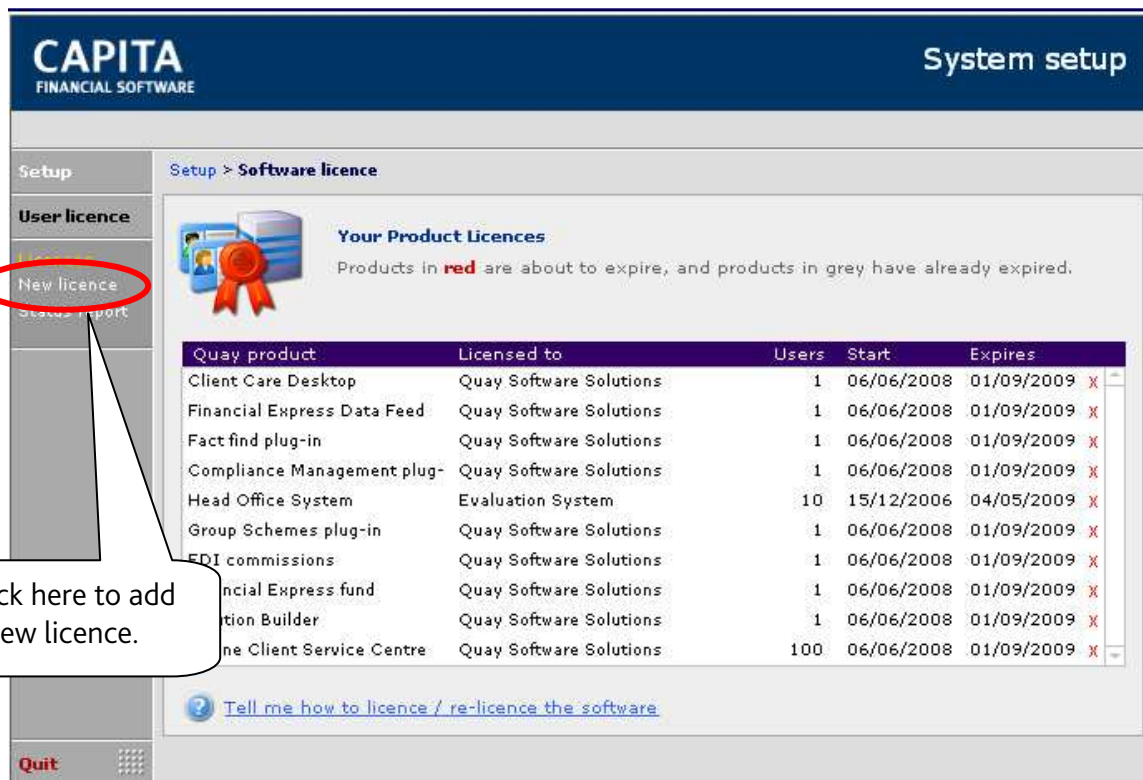 CAPITA
FINANCIAL SOFTWARE
System setup
Setup
Setup > Software licence
User licence
Your Product Licences
Products in red are about to expire, and products in grey have already expired.
New licence
Status report
Quay product Licensed to Users Start Expires
Client Care Desktop Quay Software Solutions 1 06/06/2008 01/09/2009 X
Financial Express Data Feed Quay Software Solutions 1 06/06/2008 01/09/2009 X
Fact find plug-in Quay Software Solutions 1 06/06/2008 01/09/2009 X
Compliance Management plug- Quay Software Solutions 1 06/06/2008 01/09/2009 X
Head Office System Evaluation System 10 15/12/2006 04/05/2009 X
Group Schemes plug-in Quay Software Solutions 1 06/06/2008 01/09/2009 X
EDI commissions Quay Software Solutions 1 06/06/2008 01/09/2009 X
ncial Express fund Quay Software Solutions 1 06/06/2008 01/09/2009 X
tion Builder Quay Software Solutions 1 06/06/2008 01/09/2009 X
ne Client Service Centre Quay Software Solutions 100 06/06/2008 01/09/2009 X
ck here to add
ew licence.
Tell me how to licence / re-licence the software
Quit